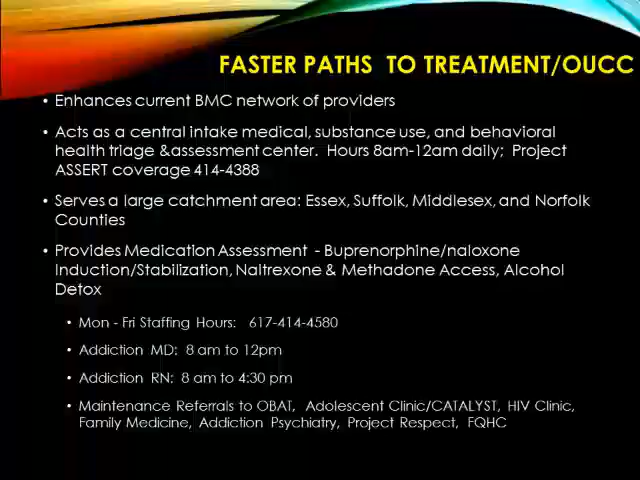 FASTER PATHS TO TREATMENT/OUCC
• Enhances current BMC network of providers
• Acts as a central intake medical, substance use, and behavioral
health triage &assessment center. Hours 8am-12am daily; Project
ASSERT coverage 414-4388
• Serves a large catchment area: Essex, Suffolk, Middlesex, and Norfolk
Counties
• Provides Medication Assessment - Buprenorphine/naloxone
Induction/Stabilization, Naltrexone & Methadone Access, Alcohol
Detox
• Mon - Fri Staffing Hours: 617-414-4580
• Addiction MD: 8 am to 12pm
• Addiction RN: 8 am to 4:30 pm
• Maintenance Referrals to OBAT, Adolescent Clinic/CATALYST, HIV Clinic,
Family Medicine, Addiction Psychiatry, Project Respect, FQHC